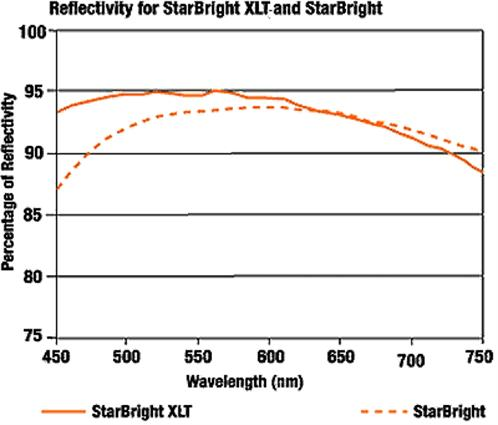 Reflectivity for StarBright XLT and StarBright
Percentage of Reflectivity
100
95
90
85
80
75
450 500 550 600 650 700 750
Wavelength (nm)
StarBright XLT StarBright